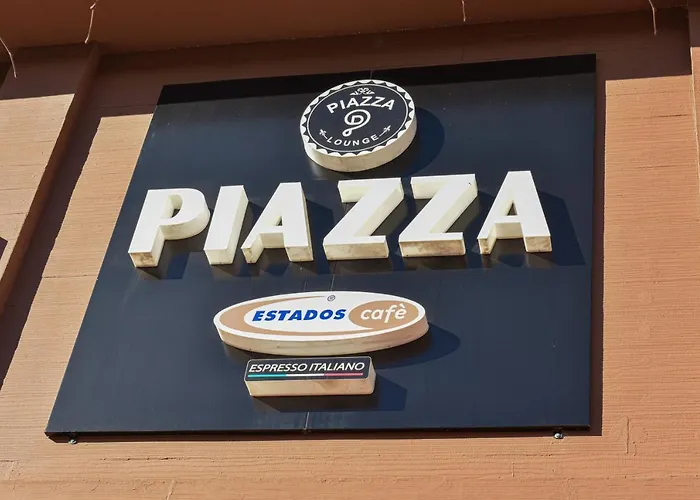 PIAZZA
LOUNGE
PIAZZA
ESTADOS cafè
ESPRESSO ITALIANO